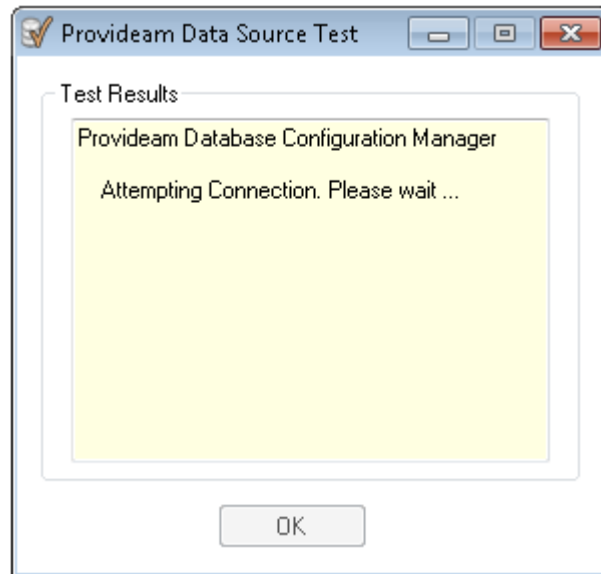 Provideam Data Source Test
Test Results
Provideam Database Configuration Manager
Attempting Connection. Please wait ...
OK